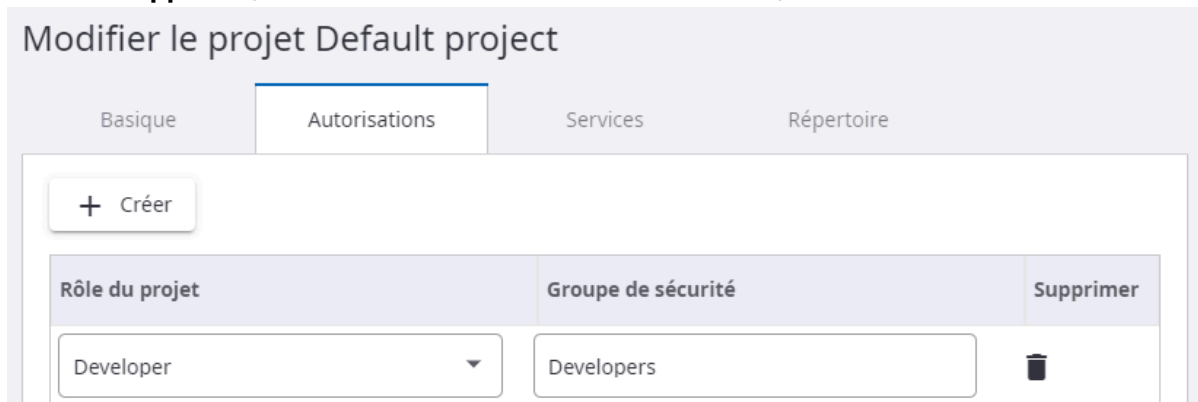 Modifier le projet Default project
Basique Autorisations Services Répertoire
+ Créer
Rôle du projet Groupe de sécurité Supprimer
Developer Developers